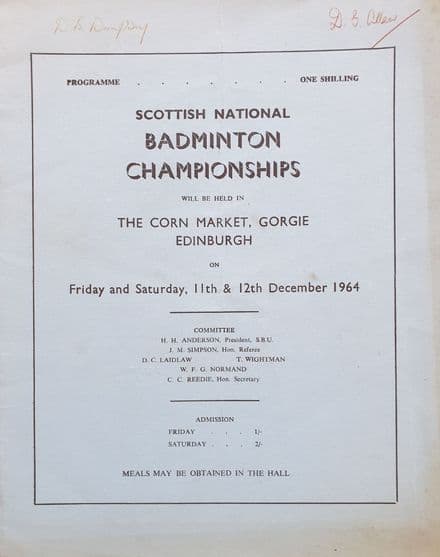 PROGRAMME . . . . . . . ONE SHILLING
SCOTTISH NATIONAL
BADMINTON
CHAMPIONSHIPS
WILL BE HELD IN
THE CORN MARKET, GORGIE
EDINBURGH
ON
Friday and Saturday, 11th & 12th December 1964
COMMITTEE
H. H. ANDERSON, President, S.B.U.
J. M. SIMPSON, Hon. Referee
D. C. LAIDLAW T. WIGHTMAN
W. F. G. NORMAND
C. C. REEDIE, Hon. Secretary
ADMISSION
FRIDAY . . . 1/-
SATURDAY . . . 2/-
MEALS MAY BE OBTAINED IN THE HALL